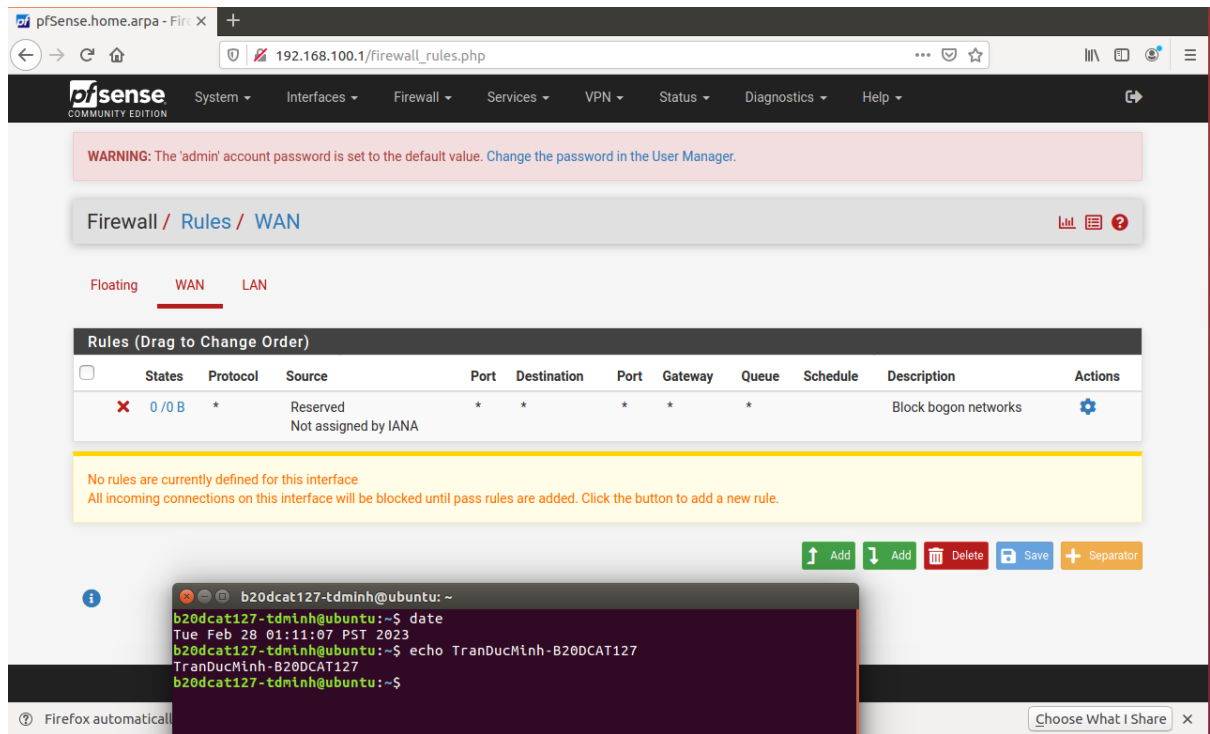 pfSense.home.arpa - Fire
192.168.100.1/firewall_rules.php
pfsense
COMMUNITY EDITION
System Interfaces Firewall Services VPN Status Diagnostics Help
WARNING: The 'admin' account password is set to the default value. Change the password in the User Manager.
Firewall / Rules / WAN
Floating WAN LAN
Rules (Drag to Change Order)
States Protocol Source Port Destination Port Gateway Queue Schedule Description Actions
0 /0 B * Reserved * * * * * Block bogon networks
Not assigned by IANA
No rules are currently defined for this interface
All incoming connections on this interface will be blocked until pass rules are added. Click the button to add a new rule.
Add Add Delete Save Separator
b20dcat127-tdminh@ubuntu: ~
b20dcat127-tdminh@ubuntu:~$ date
Tue Feb 28 01:11:07 PST 2023
b20dcat127-tdminh@ubuntu:~$ echo TranDucMinh-B20DCAT127
TranDucMinh-B20DCAT127
b20dcat127-tdminh@ubuntu:~$
Firefox automaticall
Choose What I Share